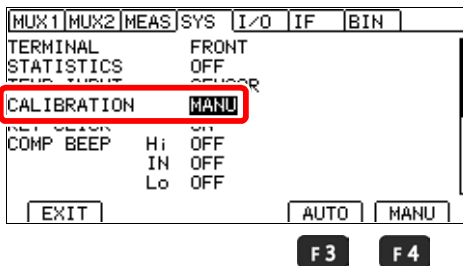 MUX1 MUX2 MEAS SYS I/O IF BIN
TERMINAL FRONT
STATISTICS OFF
CALIBRATION MANU
COMP BEEP Hi OFF
IN OFF
Lo OFF
EXIT AUTO MANU
F3 F4